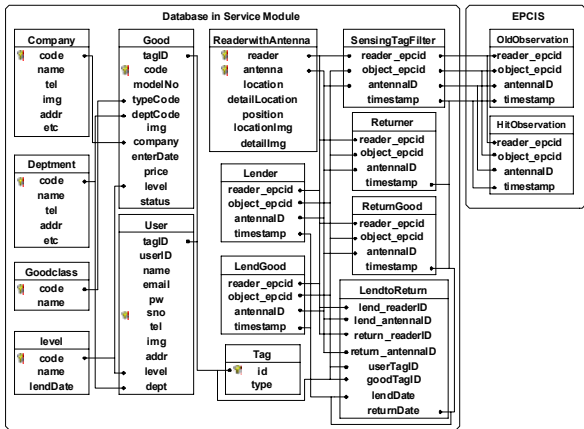 Database in Service Module
EPCIS
Company
code
name
tel
img
addr
etc
Deptment
code
name
tel
addr
etc
Goodclass
code
name
level
code
name
lendDate
Good
tagID
code
modelNo
typeCode
deptCode
img
company
enterDate
price
level
status
User
tagID
userID
name
email
pw
sno
tel
img
addr
level
dept
ReaderwithAntenna
reader
antenna
location
detailLocation
position
locationImg
detailImg
Lender
reader_epcid
object_epcid
antennaID
timestamp
LendGood
reader_epcid
object_epcid
antennaID
timestamp
Tag
id
type
SensingTagFilter
reader_epcid
object_epcid
antennaID
timestamp
Returner
reader_epcid
object_epcid
antennaID
timestamp
ReturnGood
reader_epcid
object_epcid
antennaID
timestamp
LendtoReturn
lend_readerID
lend_antennaID
return_readerID
return_antennaID
userTagID
goodTagID
lendDate
returnDate
OldObservation
reader_epcid
object_epcid
antennaID
timestamp
HitObservation
reader_epcid
object_epcid
antennaID
timestamp